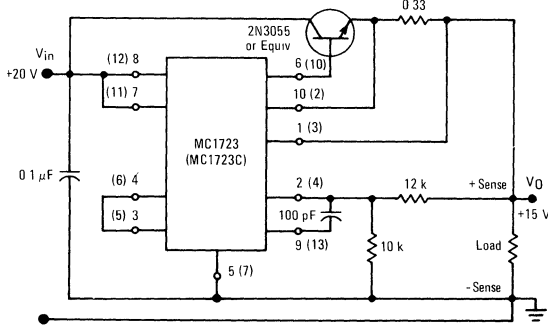 0 33
2N3055
or Equiv
Vin
+20 V
(12) 8
(11) 7
6 (10)
10 (2)
1 (3)
MC1723
(MC1723C)
0 1 μF
(6) 4
(5) 3
2 (4)
100 pF
9 (13)
12 k
10 k
+ Sense
VO
+15 V
Load
- Sense
5 (7)